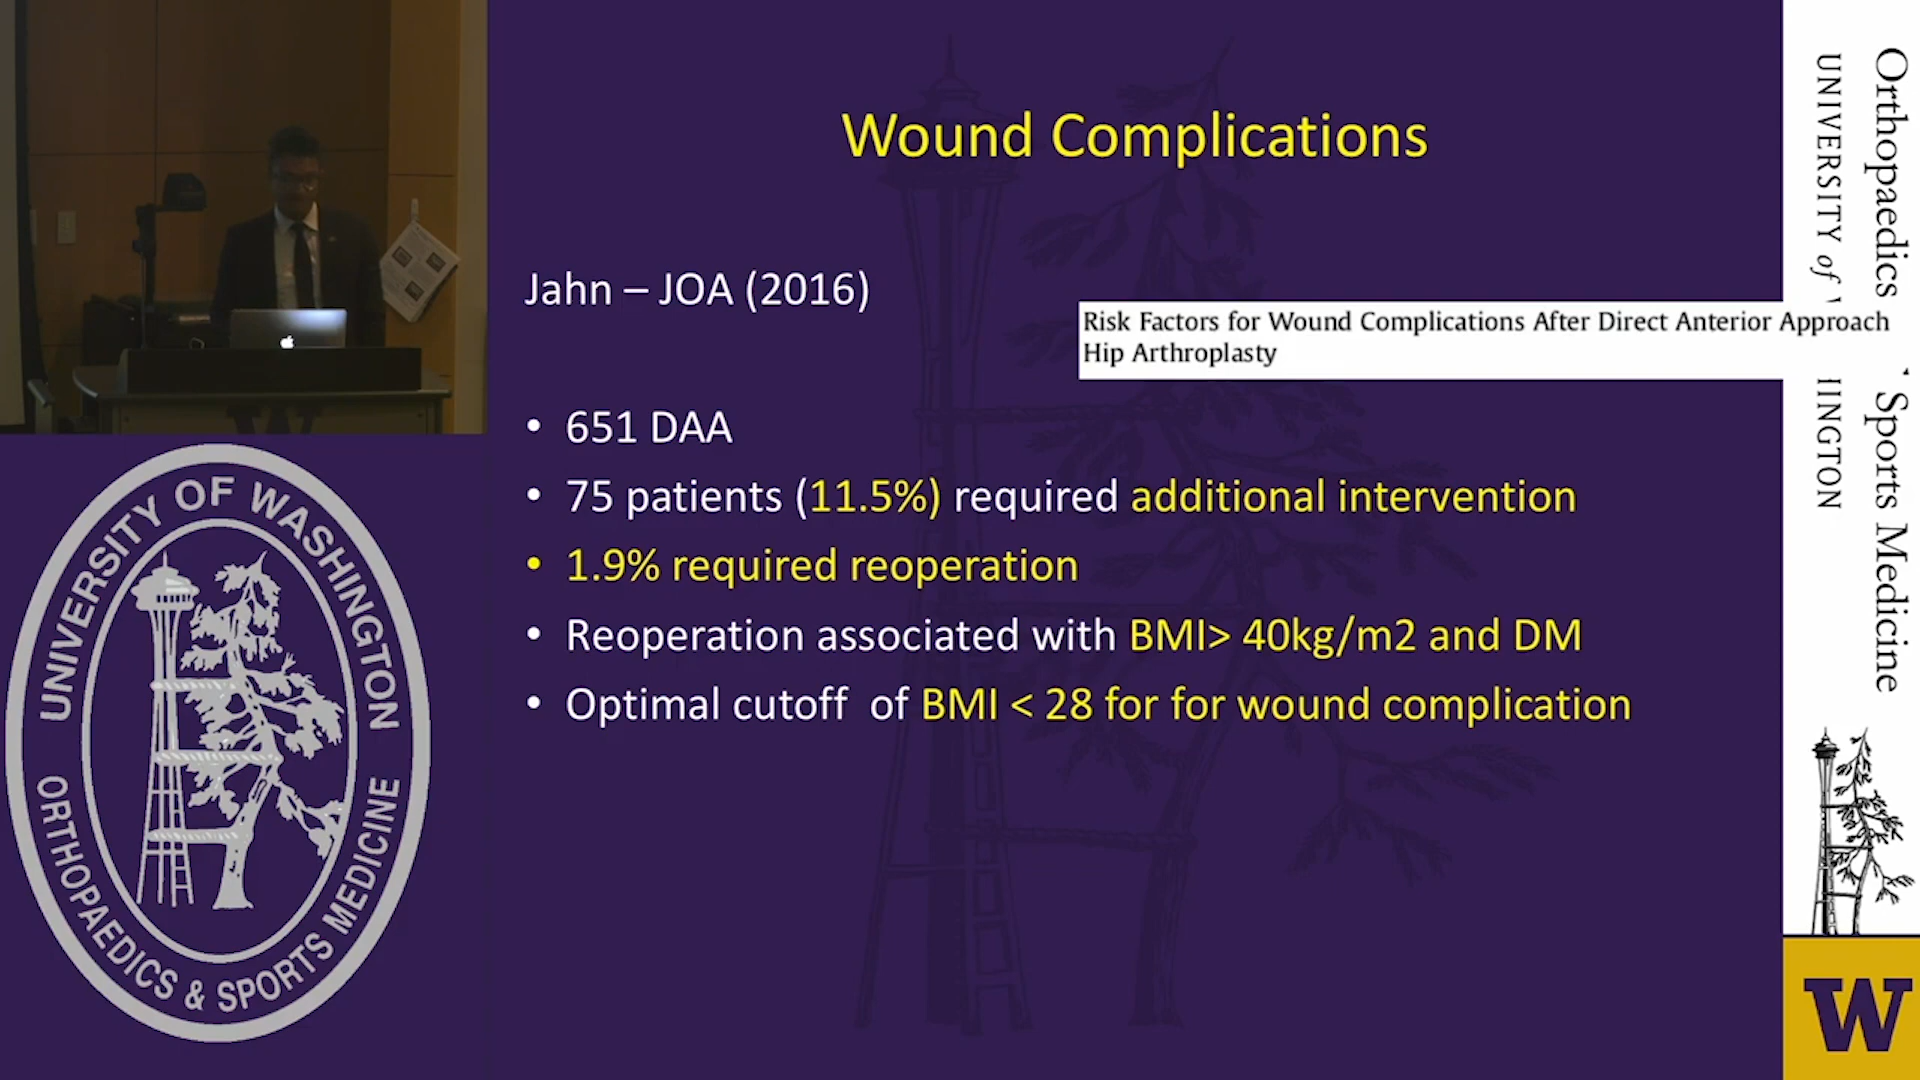 Wound Complications
Jahn – JOA (2016)
Risk Factors for Wound Complications After Direct Anterior Approach
Hip Arthroplasty
• 651 DAA
• 75 patients (11.5%) required additional intervention
• 1.9% required reoperation
• Reoperation associated with BMI> 40kg/m2 and DM
• Optimal cutoff of BMI < 28 for for wound complication
UNIVERSITY OF WASHINGTON
ORTHOPAEDICS & SPORTS MEDICINE
Orthopaedics Sports Medicine
UNIVERSITY of
W